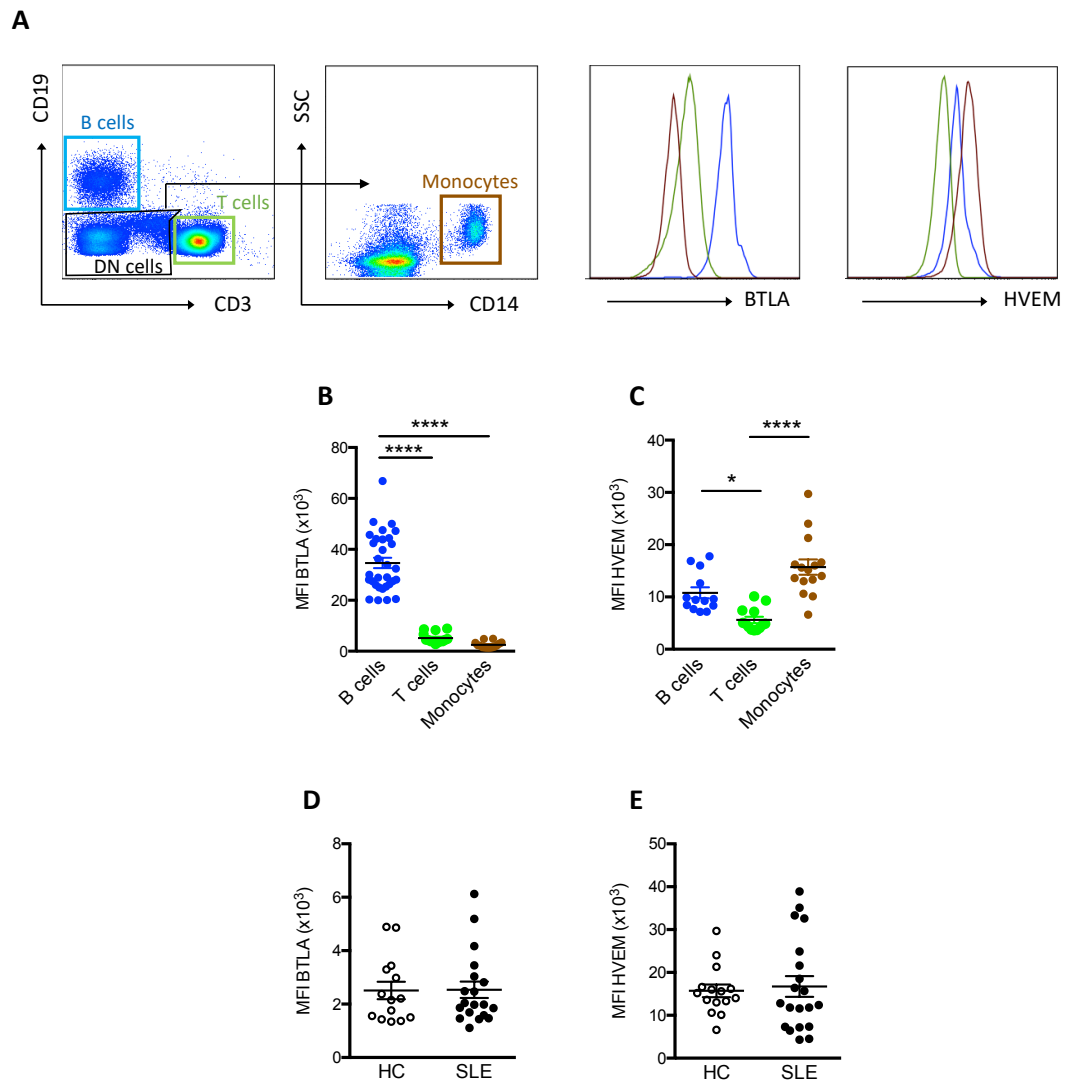 A
CD19
B cells
T cells
DN cells
CD3
SSC
Monocytes
CD14
BTLA
HVEM
B
****
****
80
60
40
20
0
MFI BTLA (x10³)
B cells
T cells
Monocytes
C
****
*
40
30
20
10
0
MFI HVEM (x10³)
B cells
T cells
Monocytes
D
8
6
4
2
0
MFI BTLA (x10³)
HC
SLE
E
50
40
30
20
10
0
MFI HVEM (x10³)
HC
SLE